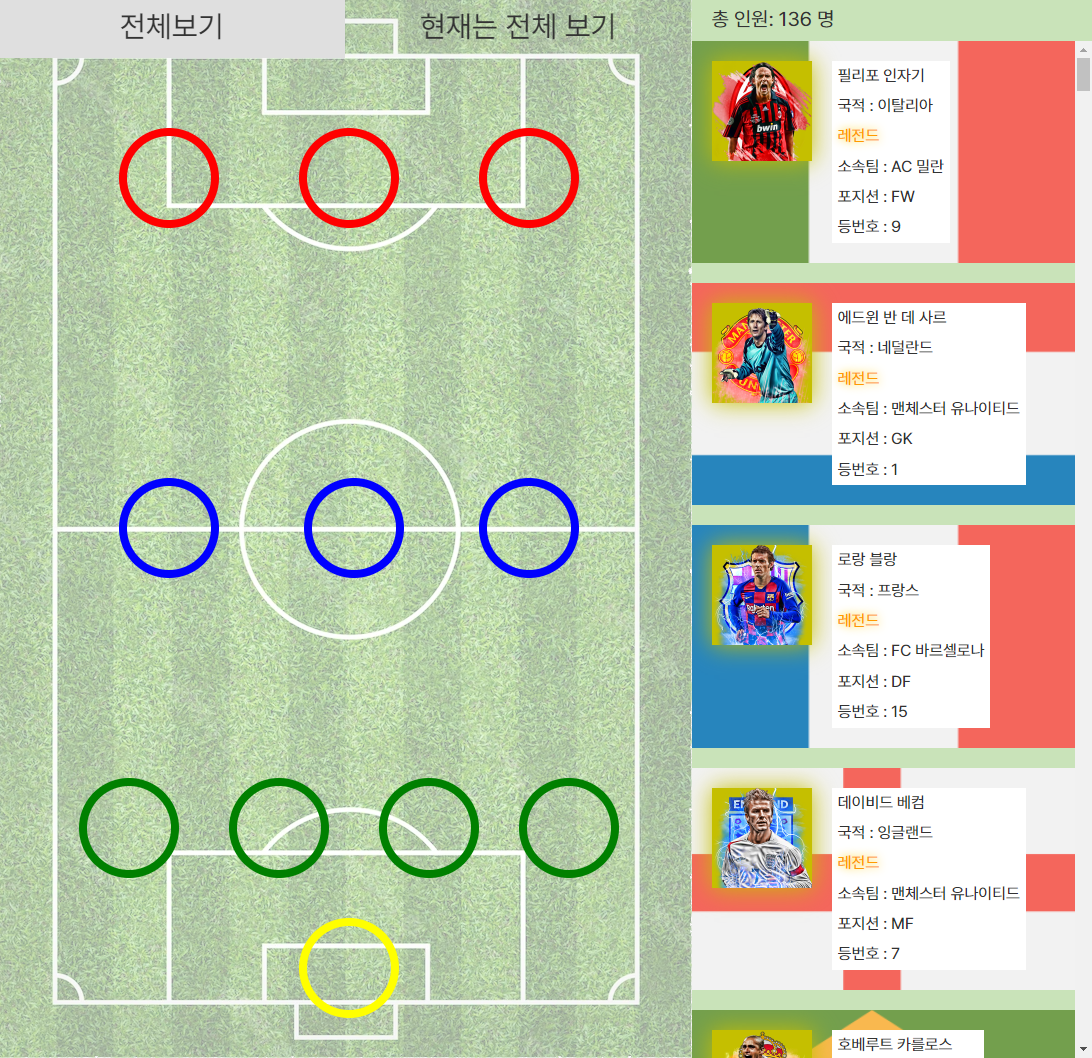 전체보기
현재는 전체 보기
총 인원: 136 명
bwin
필리포 인자기
국적 : 이탈리아
레전드
소속팀 : AC 밀란
포지션 : FW
등번호 : 9
에드윈 반 데 사르
국적 : 네덜란드
레전드
소속팀 : 맨체스터 유나이티드
포지션 : GK
등번호 : 1
로랑 블랑
국적 : 프랑스
레전드
소속팀 : FC 바르셀로나
포지션 : DF
등번호 : 15
데이비드 베컴
국적 : 잉글랜드
레전드
소속팀 : 맨체스터 유나이티드
포지션 : MF
등번호 : 7
호베루트 카를로스